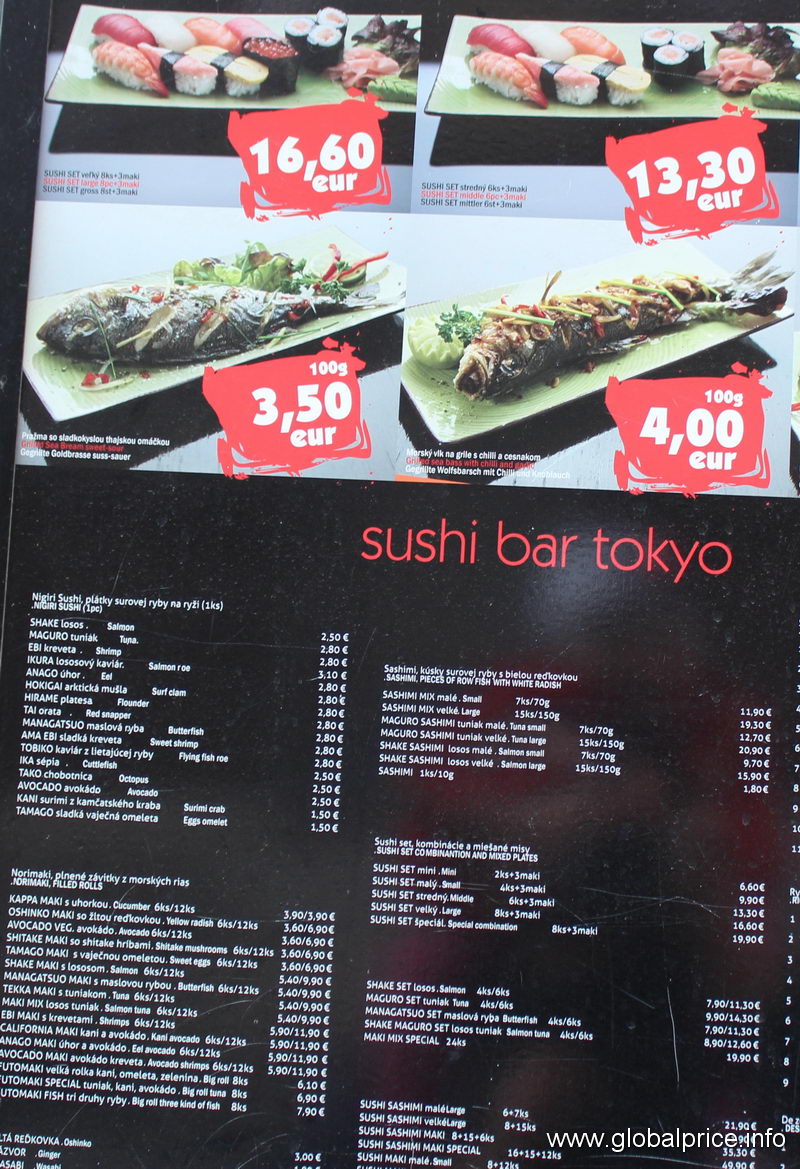 16,60
eur
SUSHI SET veľký 8ks+3maki
SUSHI SET large 8pc+3maki
SUSHI SET gross 8st+3maki
13,30
eur
SUSHI SET stredný 6ks+3maki
SUSHI SET middle 6pc+3maki
SUSHI SET mittler 6st+3maki
100g
3,50
eur
Pražma so sladkokyslou thajskou omáčkou
Grilled Sea Bream sweet-sour
Gegrillte Goldbrasse suss-sauer
100g
4,00
eur
Morský vlk na grile s chilli a cesnakom
Grilled sea bass with chilli and garlic
Gegrillte Wolfsbarsch mit Chilli und Knoblauch
sushi bar tokyo
Nigiri Sushi, plátky surovej ryby na ryži (1ks)
.NIGIRI SUSHI (1pc)
SHAKE losos . Salmon 2,50 €
MAGURO tuniak Tuna. 2,80 €
EBI kreveta . Shrimp 2,80 €
IKURA lososový kaviár. Salmon roe 3,10 €
ANAGO úhor . Eel 2,80 €
HOKIGAI arktická mušla Surf clam 2,80 €
HIRAME platesa Flounder 2,80 €
TAI orata . Red snapper 2,80 €
MANAGATSUO maslová ryba Butterfish 2,80 €
AMA EBI sladká kreveta Sweet shrimp 2,80 €
TOBIKO kaviár z lietajúcej ryby Flying fish roe 2,80 €
IKA sépia . Cuttlefish 2,50 €
TAKO chobotnica Octopus 2,50 €
AVOCADO avokádo Avocado 2,50 €
KANI surimi z kamčatského kraba Surimi crab 1,50 €
TAMAGO sladká vaječná omeleta Eggs omelet 1,50 €
Norimaki, plnené závitky z morských rias
.NORIMAKI, FILLED ROLLS
KAPPA MAKI s uhorkou. Cucumber 6ks/12ks 3,90/3,90 €
OSHINKO MAKI so žltou reďkovkou . Yellow radish 6ks/12ks 3,60/6,90 €
AVOCADO VEG. avokádo. Avocado 6ks/12ks 3,60/6,90 €
SHITAKE MAKI so shitake hríbami. Shitake mushrooms 6ks/12ks 3,60/6,90 €
TAMAGO MAKI s vaječnou omeletou. Sweet eggs 6ks/12ks 3,60/6,90 €
SHAKE MAKI s lososom . Salmon 6ks/12ks 5,40/9,90 €
MANAGATSUO MAKI s maslovou rybou . Butterfish 6ks/12ks 5,40/9,90 €
TEKKA MAKI s tuniakom . Tuna 6ks/12ks 5,40/9,90 €
MAKI MIX losos tuniak . Salmon tuna 6ks/12ks 5,40/9,90 €
EBI MAKI s krevetami . Shrimps 6ks/12ks 5,90/11,90 €
CALIFORNIA MAKI kani a avokádo . Kani avocado 6ks/12ks 5,90/11,90 €
ANAGO MAKI úhor a avokádo . Eel avocado 6ks/12ks 5,90/11,90 €
AVOCADO MAKI avokádo kreveta . Avocado shrimps 6ks/12ks 5,90/11,90 €
FUTOMAKI velká rolka kani, omeleta, zelenina. Big roll 8ks 6,10 €
FUTOMAKI SPECIAL tuniak, kani, avokádo . Big roll tuna 8ks 6,90 €
FUTOMAKI FISH tri druhy ryby . Big roll three kind of fish 8ks 7,90 €
REĎKOVKA . Oshinko
.Ginger 3,00 €
WASABI . Wasabi
Sashimi, kúsky surovej ryby s bielou reďkovkou
.SASHIMI. PIECES OF ROW FISH WITH WHITE RADISH
SASHIMI MIX malé . Small 7ks/70g 11,90 €
SASHIMI MIX velké. Large 15ks/150g 19,30 €
MAGURO SASHIMI tuniak malé. Tuna small 7ks/70g 12,70 €
MAGURO SASHIMI tuniak velké. Tuna large 15ks/150g 20,90 €
SHAKE SASHIMI losos malé . Salmon small 7ks/70g 9,70 €
SHAKE SASHIMI losos velké . Salmon large 15ks/150g 15,90 €
SASHIMI 1ks/10g 1,80 €
Sushi set, kombinácie a miešané misy
.SUSHI SET COMBINANTION AND MIXED PLATES
SUSHI SET mini . Mini 2ks+3maki 6,60 €
SUSHI SET malý . Small 4ks+3maki 9,90 €
SUSHI SET stredný. Middle 6ks+3maki 13,30 €
SUSHI SET velký . Large 8ks+3maki 16,60 €
SUSHI SET špeciál. Special combination 8ks+3maki 19,90 €
SHAKE SET losos . Salmon 4ks/6ks 7,90/11,30 €
MAGURO SET tuniak Tuna 4ks/6ks 9,90/14,30 €
MANAGATSUO SET maslová ryba Butterfish 4ks/6ks 7,90/11,30 €
SHAKE MAGURO SET losos tuniak Salmon tuna 4ks/6ks 8,90/12,60 €
MAKI MIX SPECIAL 24ks 19,90 €
SUSHI SASHIMI malé Large 6+7ks 21,90 €
SUSHI SASHIMI velké Large 8+15ks
SUSHI SASHIMI MAKI 8+15+6ks
SUSHI SASHIMI MAKI SPECIAL 16+15+12ks
SUSHI MAKI malé . Small 8+12ks 35,30 €
www.globalprice.info